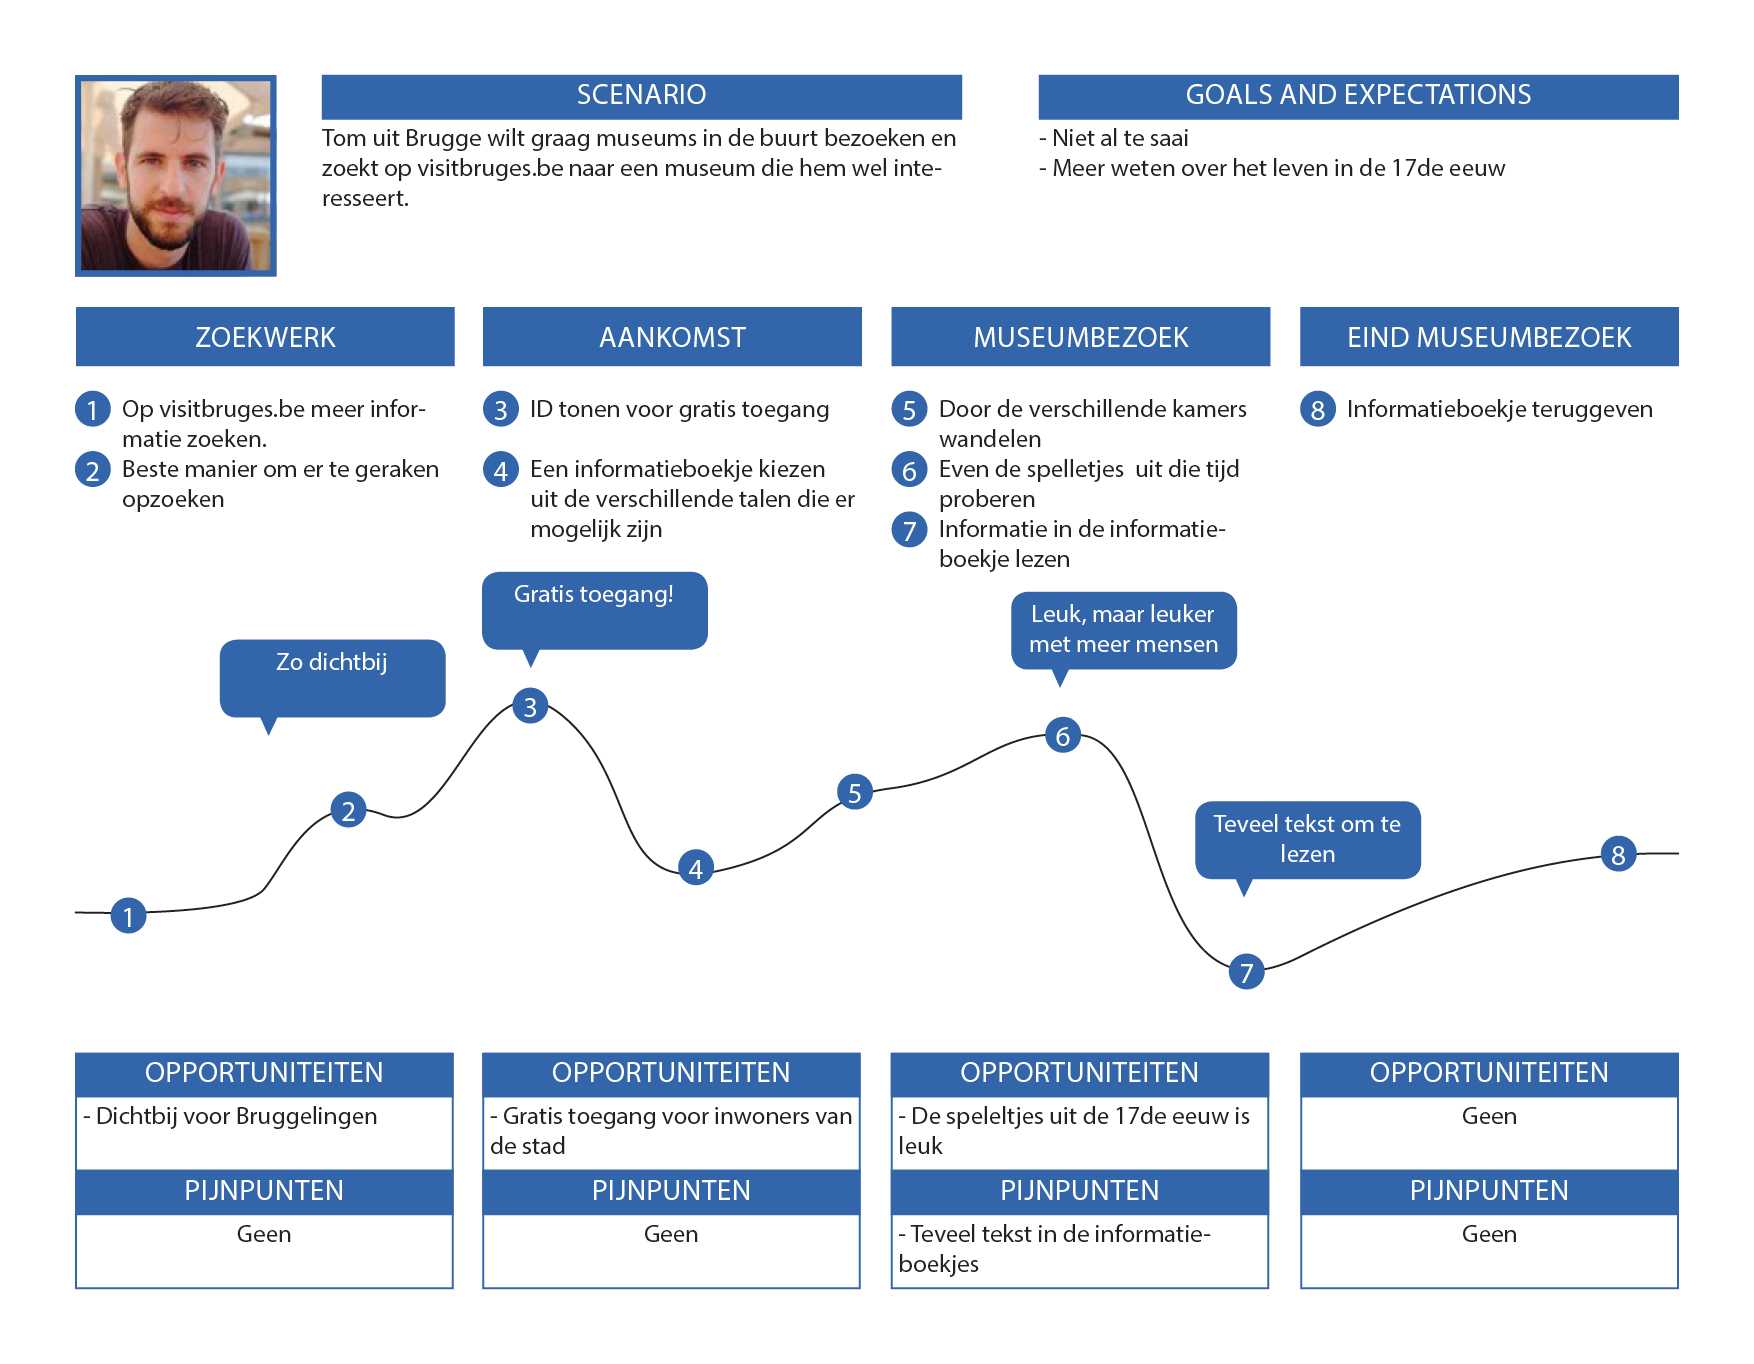 SCENARIO
Tom uit Brugge wilt graag museums in de buurt bezoeken en
zoekt op visitbruges.be naar een museum die hem wel inte-
resseert.
GOALS AND EXPECTATIONS
- Niet al te saai
- Meer weten over het leven in de 17de eeuw
ZOEKWERK
1 Op visitbruges.be meer infor-
matie zoeken.
2 Beste manier om er te geraken
opzoeken
AANKOMST
3 ID tonen voor gratis toegang
4 Een informatieboekje kiezen
uit de verschillende talen die er
mogelijk zijn
MUSEUMBEZOEK
5 Door de verschillende kamers
wandelen
6 Even de spelletjes  uit die tijd
proberen
7 Informatie in de informatie-
boekje lezen
EIND MUSEUMBEZOEK
8 Informatieboekje teruggeven
Zo dichtbij
Gratis toegang!
Leuk, maar leuker
met meer mensen
Teveel tekst om te
lezen
1
2
3
4
5
6
7
8
OPPORTUNITEITEN
- Dichtbij voor Bruggelingen
PIJNPUNTEN
Geen
OPPORTUNITEITEN
- Gratis toegang voor inwoners van
de stad
PIJNPUNTEN
Geen
OPPORTUNITEITEN
- De speleltjes uit de 17de eeuw is
leuk
PIJNPUNTEN
- Teveel tekst in de informatie-
boekjes
OPPORTUNITEITEN
Geen
PIJNPUNTEN
Geen